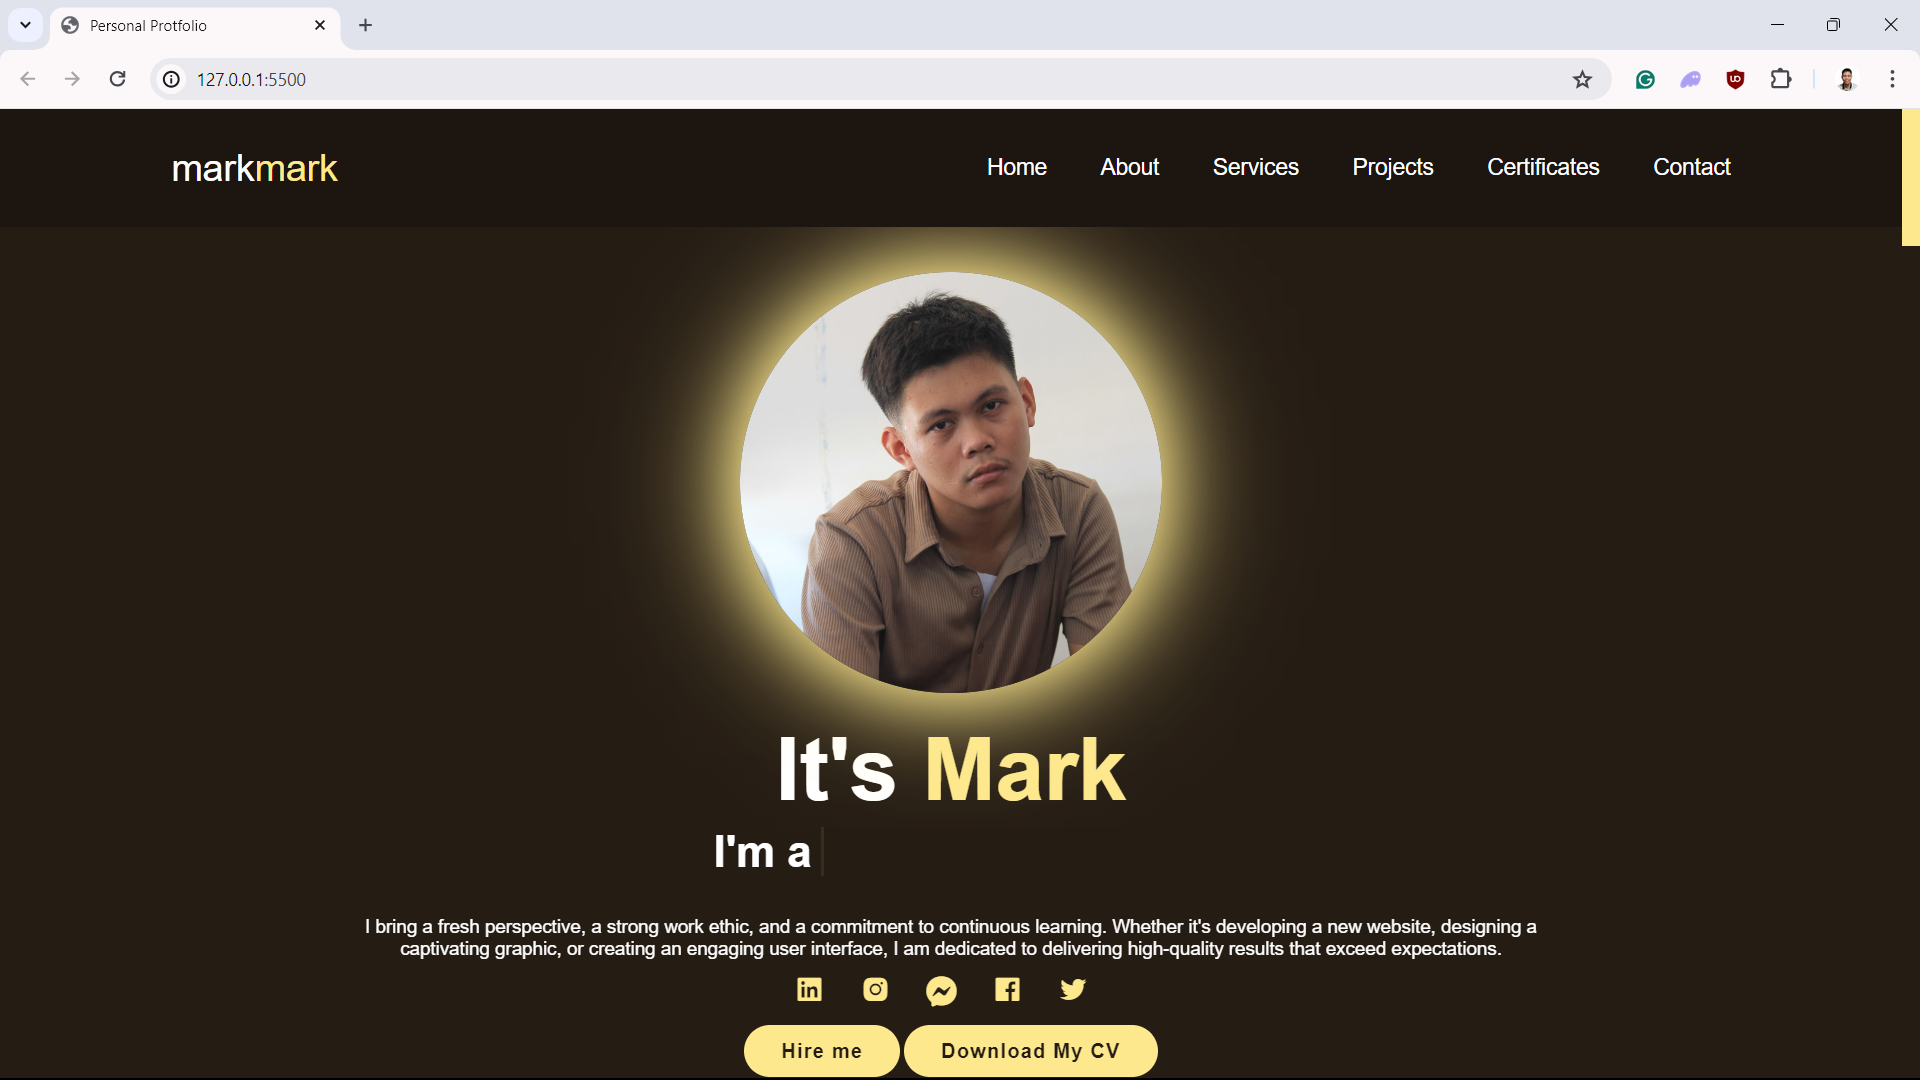 Personal Protfolio
127.0.0.1:5500
markmark
Home About Services Projects Certificates Contact
It's Mark
I'm a
I bring a fresh perspective, a strong work ethic, and a commitment to continuous learning. Whether it's developing a new website, designing a
captivating graphic, or creating an engaging user interface, I am dedicated to delivering high-quality results that exceed expectations.
Hire me Download My CV